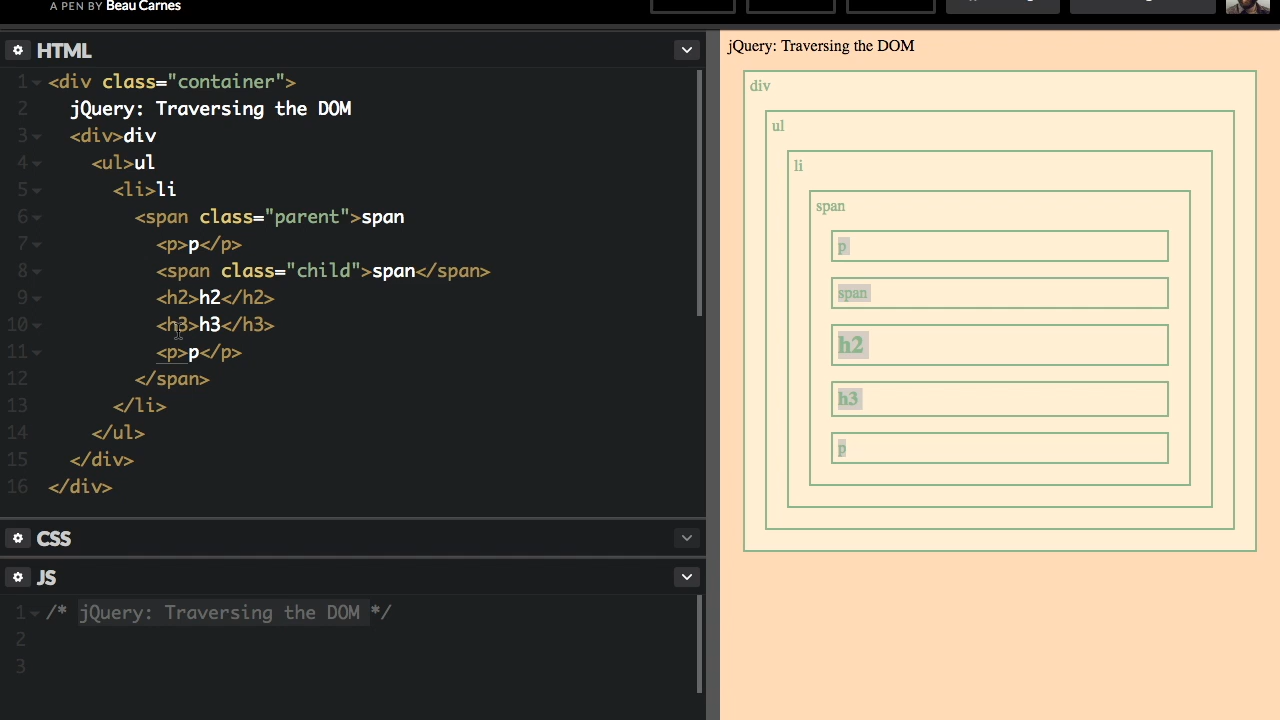 A PEN BY Beau Carnes
HTML
1 <div class="container">
2 jQuery: Traversing the DOM
3 <div>div
4 <ul>ul
5 <li>li
6 <span class="parent">span
7 <p>p</p>
8 <span class="child">span</span>
9 <h2>h2</h2>
10 <h3>h3</h3>
11 <p>p</p>
12 </span>
13 </li>
14 </ul>
15 </div>
16 </div>
CSS
JS
1 /* jQuery: Traversing the DOM */
2
3
jQuery: Traversing the DOM
div
ul
li
span
p
span
h2
h3
p